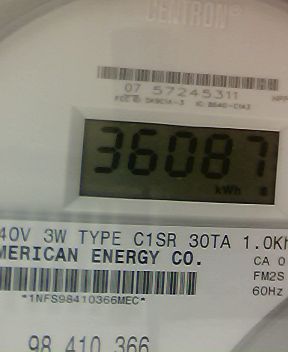 CENTRON®
07 57245311
36087
kWh
40V 3W TYPE C1SR 30TA 1.0Kh
MERICAN ENERGY CO.
CA 0
FM2S
60Hz
*1NFS98410366MEC*
98 410 366